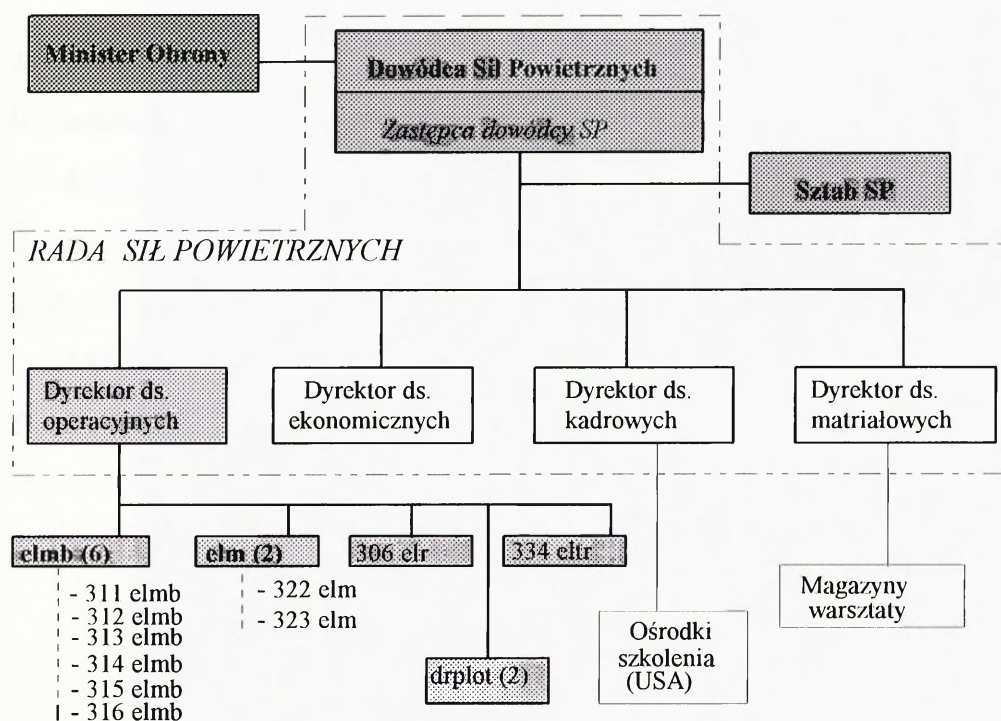 Minister Obrony
Dowódca Sił Powietrznych
Zastępca dowódcy SP
Sztab SP
RADA SIŁ POWIETRZNYCH
Dyrektor ds.
operacyjnych
Dyrektor ds.
ekonomicznych
Dyrektor ds.
kadrowych
Dyrektor ds.
matriałowych
elmb (6)
elm (2)
306 elr
334 eltr
- 311 elmb
- 312 elmb
- 313 elmb
- 314 elmb
- 315 elmb
- 316 elmb
- 322 elm
- 323 elm
drplot (2)
Ośrodki
szkolenia
(USA)
Magazyny
warsztaty